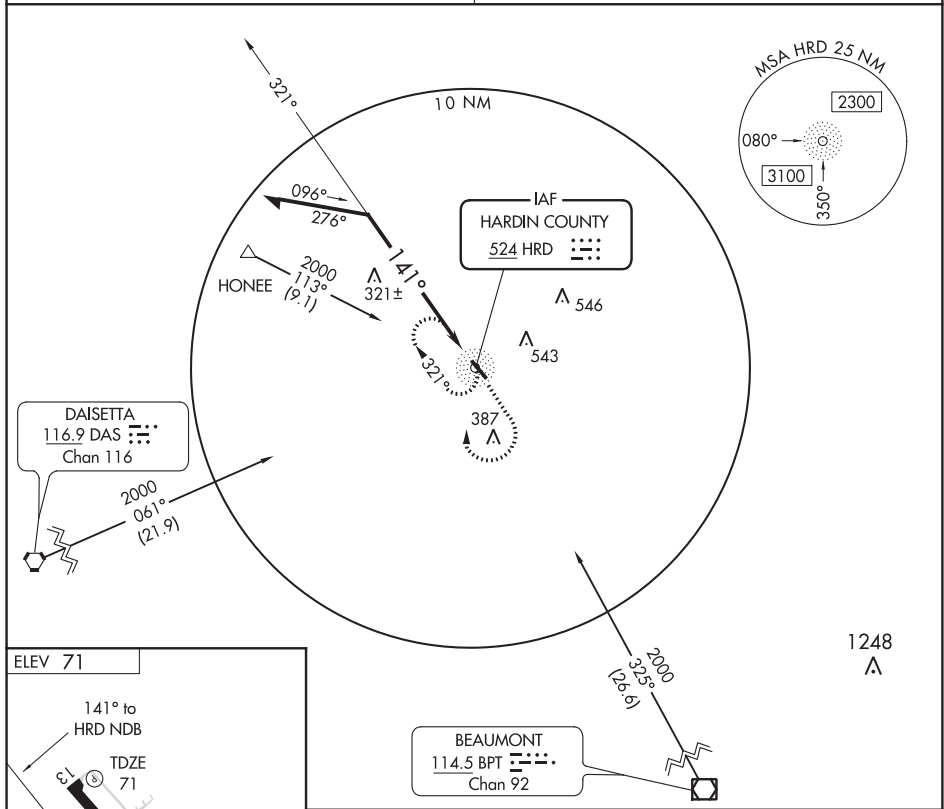 MSA HRD 25 NM
2300
080°
3100
350°
321°
10 NM
096°
276°
IAF
HARDIN COUNTY
524 HRD
141°
HONEE
2000
113°
(9.1)
321±
546
543
321°
387
DAISETTA
116.9 DAS
Chan 116
2000
061°
(21.9)
1248
2000
325°
(26.6)
BEAUMONT
114.5 BPT
Chan 92
ELEV 71
141° to
HRD NDB
TDZE
71
13
P